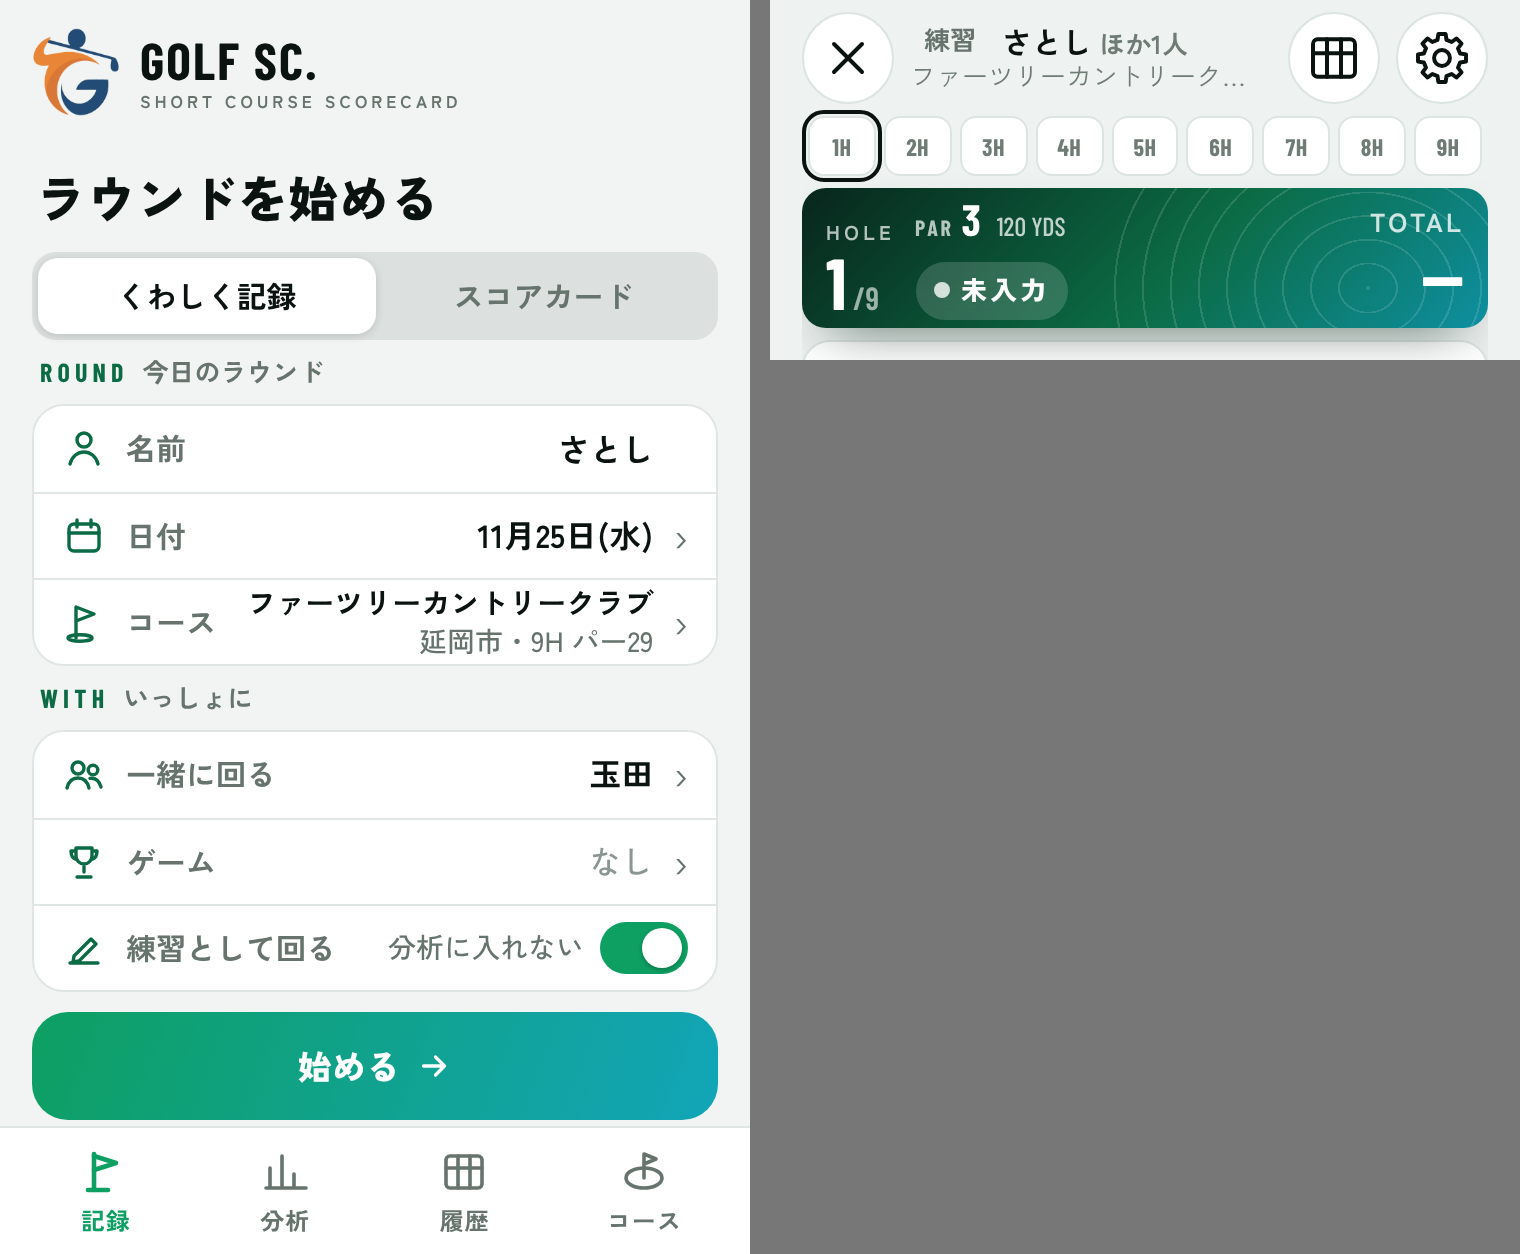 GOLF SC.
SHORT COURSE SCORECARD
ラウンドを始める
くわしく記録
スコアカード
ROUND 今日のラウンド
名前
さとし
日付
11月25日(水)
コース
ファーツリーカントリークラブ
延岡市・9H パー29
WITH いっしょに
一緒に回る
玉田
ゲーム
なし
練習として回る
分析に入れない
始める →
記録
分析
履歴
コース
練習 さとし ほか1人
ファーツリーカントリーク...
1H 2H 3H 4H 5H 6H 7H 8H 9H
HOLE PAR 3 120 YDS
TOTAL
1/9
未入力
–